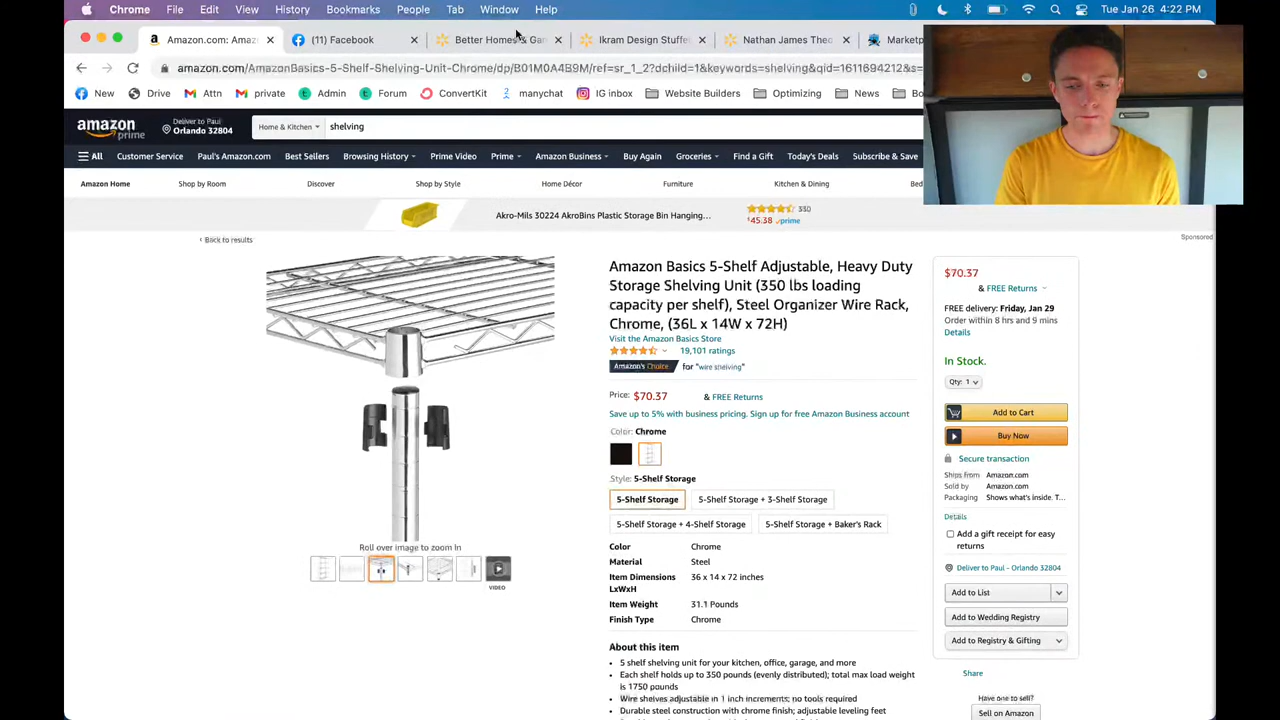 Chrome File Edit View History Bookmarks People Tab Window Help Tue Jan 26 4:22 PM
Amazon.com: Amaz (11) Facebook Better Homes & Gar Ikram Design Stuffe Nathan James Theo Marketp
amazon.com/AmazonBasics-5-Shelf-Shelving-Unit-Chrome/dp/B01M0A4B9M/ref=sr_1_2?dchild=1&keywords=shelving&qid=1611694212&s=
New Drive Attn private Admin Forum ConvertKit manychat IG inbox Website Builders Optimizing News Bo
amazon prime
Deliver to Paul
Orlando 32804
Home & Kitchen shelving
All Customer Service Paul's Amazon.com Best Sellers Browsing History Prime Video Prime Amazon Business Buy Again Groceries Find a Gift Today's Deals Subscribe & Save
Amazon Home Shop by Room Discover Shop by Style Home Décor Furniture Kitchen & Dining Bed
Akro-Mils 30224 AkroBins Plastic Storage Bin Hanging... 330
$45.38 prime
Sponsored
‹ Back to results
Amazon Basics 5-Shelf Adjustable, Heavy Duty
Storage Shelving Unit (350 lbs loading
capacity per shelf), Steel Organizer Wire Rack,
Chrome, (36L x 14W x 72H)
Visit the Amazon Basics Store
19,101 ratings
Amazon's Choice for "wire shelving"
Price: $70.37 & FREE Returns
Save up to 5% with business pricing. Sign up for free Amazon Business account
Color: Chrome
Style: 5-Shelf Storage
5-Shelf Storage 5-Shelf Storage + 3-Shelf Storage
5-Shelf Storage + 4-Shelf Storage 5-Shelf Storage + Baker's Rack
Roll over image to zoom in
VIDEO
Color Chrome
Material Steel
Item Dimensions 36 x 14 x 72 inches
LxWxH
Item Weight 31.1 Pounds
Finish Type Chrome
About this item
• 5 shelf shelving unit for your kitchen, office, garage, and more
• Each shelf holds up to 350 pounds (evenly distributed); total max load weight
is 1750 pounds
• Wire shelves adjustable in 1 inch increments; no tools required
• Durable steel construction with chrome finish; adjustable leveling feet
$70.37
& FREE Returns
FREE delivery: Friday, Jan 29
Order within 8 hrs and 9 mins
Details
In Stock.
Qty: 1
Add to Cart
Buy Now
Secure transaction
Ships from Amazon.com
Sold by Amazon.com
Packaging Shows what's inside. T...
Details
Add a gift receipt for easy
returns
Deliver to Paul - Orlando 32804
Add to List
Add to Wedding Registry
Add to Registry & Gifting
Share
Have one to sell?
Sell on Amazon